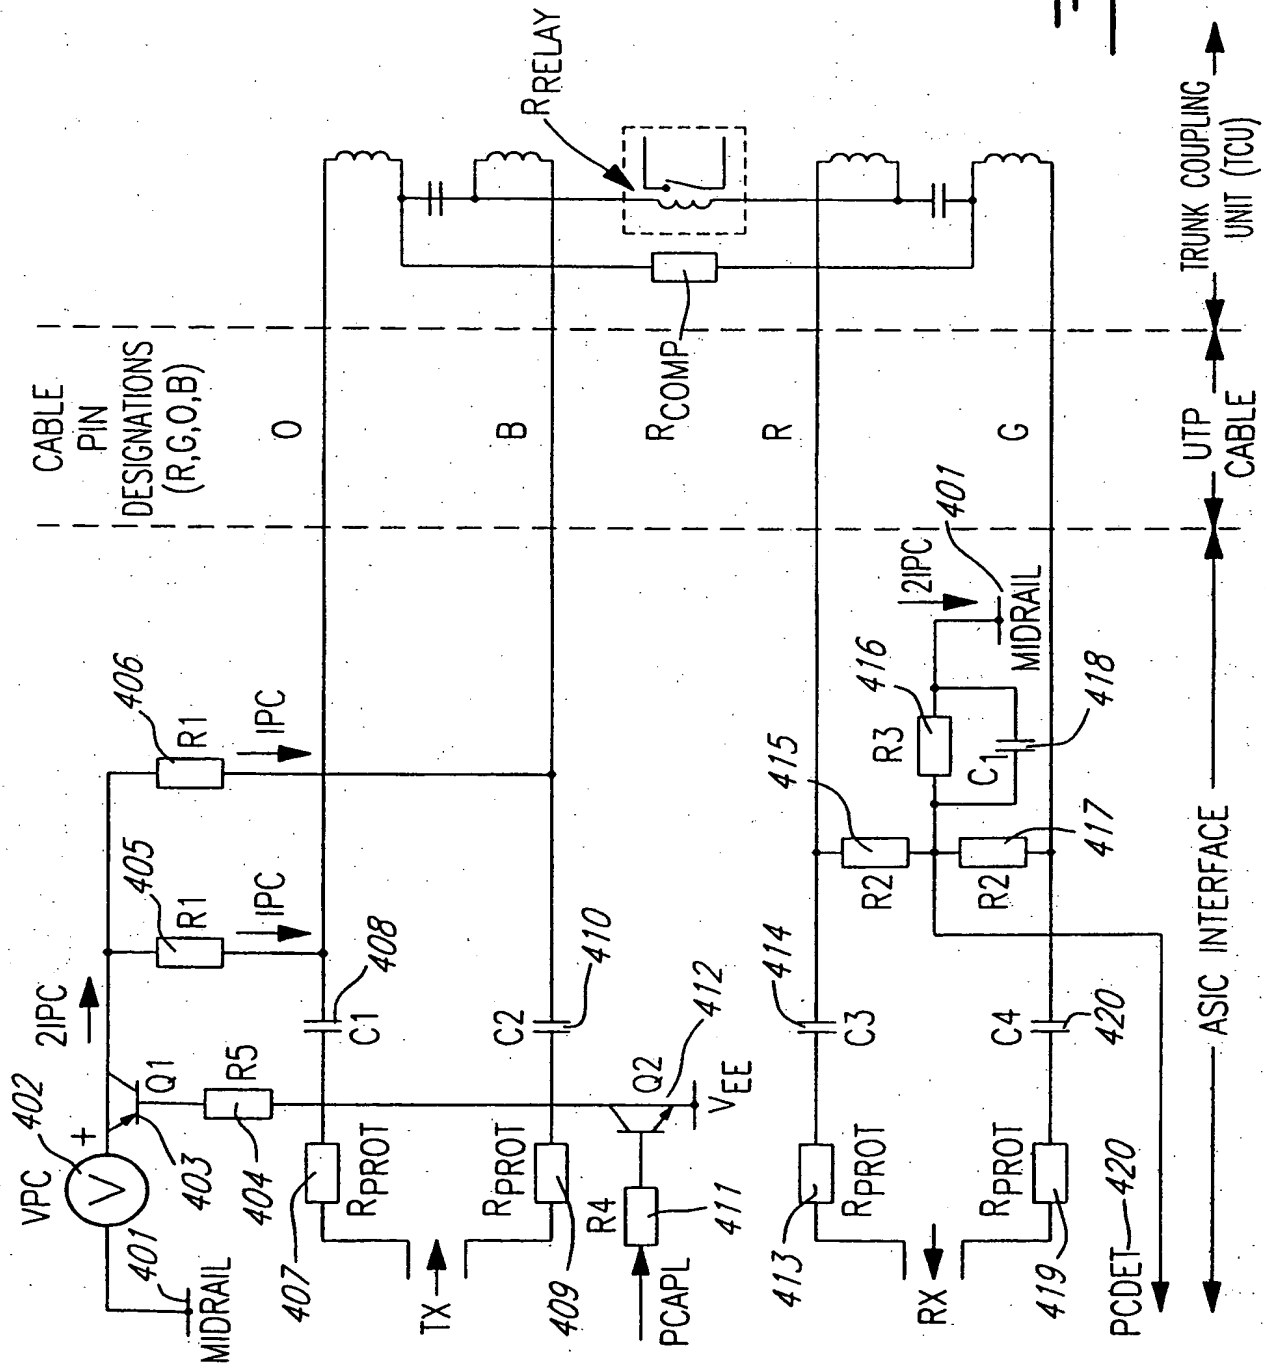 CABLE
PIN
DESIGNATIONS
(R,G,O,B)
O
B
R
G
VPC
402
V
+
2IPC
401
MIDRAIL
Q1
403
R5
404
405
R1
IPC
406
R1
IPC
407
RPROT
C1
408
TX
409
RPROT
C2
410
PCAPL
R4
411
Q2
412
VEE
RRELAY
RCOMP
413
RPROT
C3
414
RX
419
RPROT
C4
420
415
R2
R2
417
R3
416
C1
418
2IPC
401
MIDRAIL
PCDET
420
ASIC INTERFACE
UTP
CABLE
TRUNK COUPLING
UNIT (TCU)